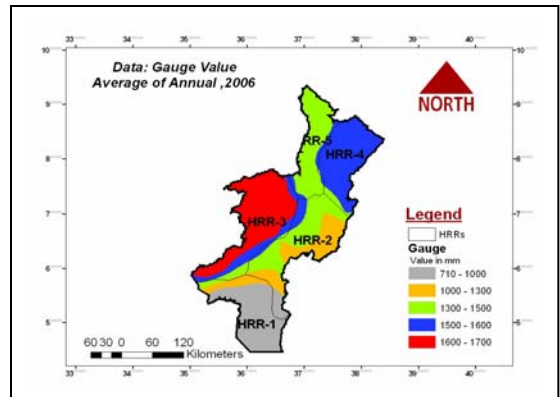 Data: Gauge Value
Average of Annual ,2006
NORTH
RR-5
HRR-4
HRR-3
HRR-2
HRR-1
Legend
HRRs
Gauge
Value in mm
710 - 1000
1000 - 1300
1300 - 1500
1500 - 1600
1600 - 1700
60 30 0 60 120
Kilometers
10
9
8
7
6
5
33 34 35 36 37 38 39 40